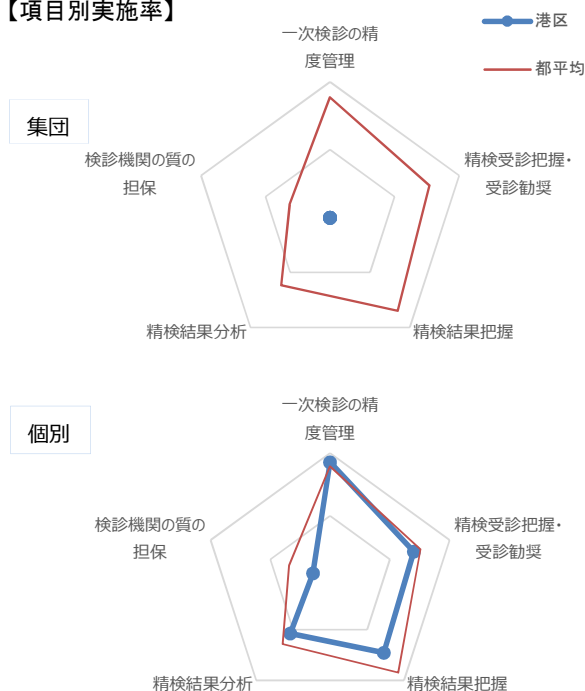 【項目別実施率】
港区
都平均
集団
一次検診の精
度管理
精検受診把握・
受診勧奨
精検結果把握
精検結果分析
検診機関の質の
担保
個別
一次検診の精
度管理
精検受診把握・
受診勧奨
精検結果把握
精検結果分析
検診機関の質の
担保